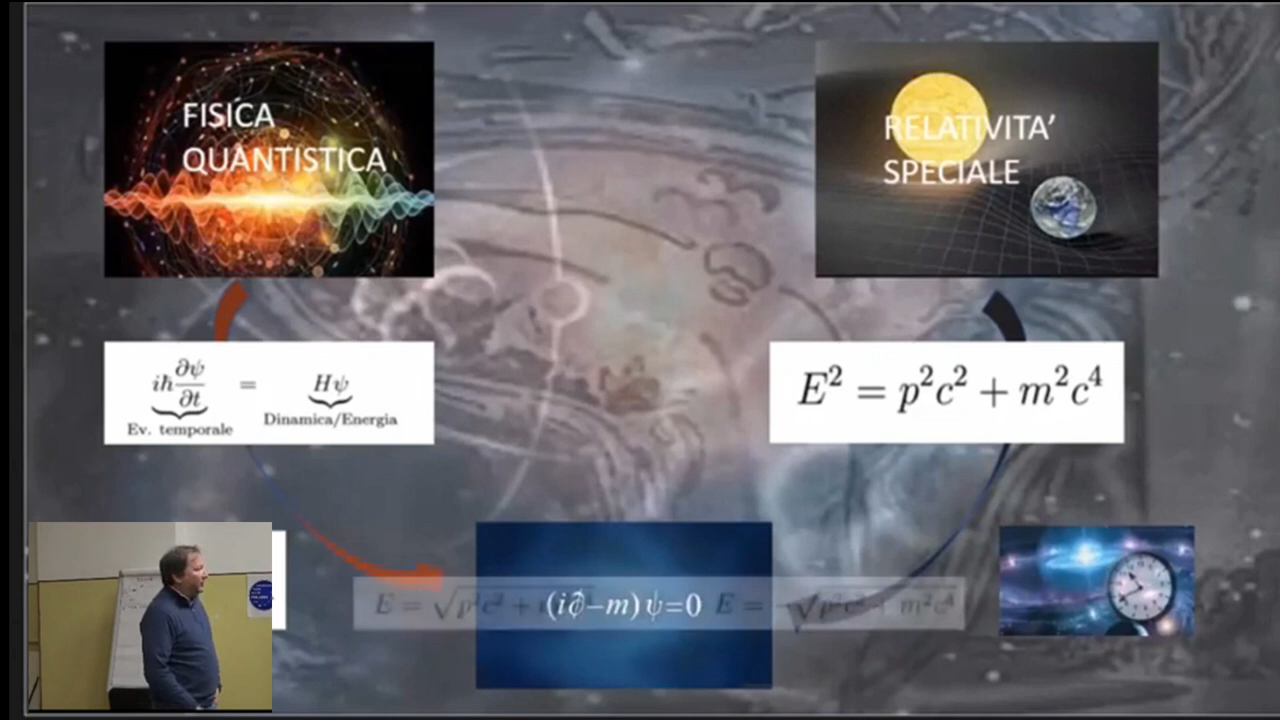 FISICA
QUANTISTICA
RELATIVITA’
SPECIALE
iħ ∂ψ/∂t = Hψ
Ev. temporale
Dinamica/Energia
E² = p²c² + m²c⁴
(i∂̂−m)ψ=0